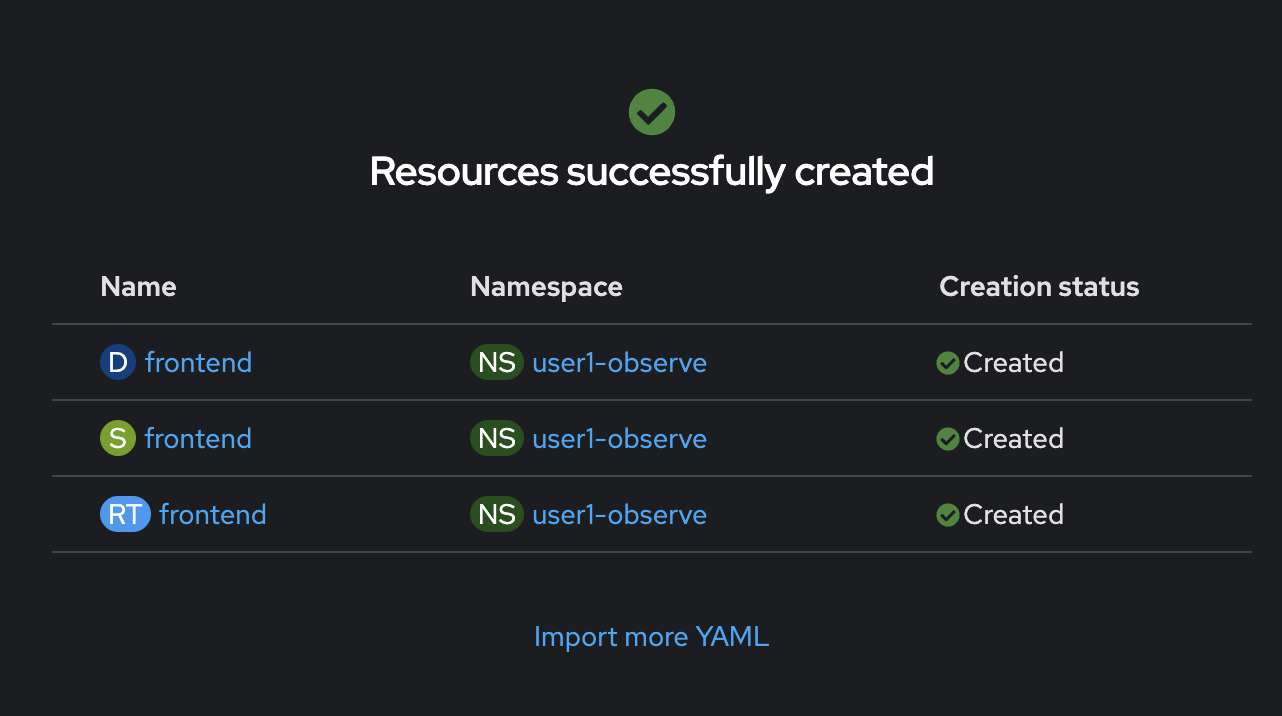 Resources successfully created
Name Namespace Creation status
D frontend NS user1-observe Created
S frontend NS user1-observe Created
RT frontend NS user1-observe Created
Import more YAML